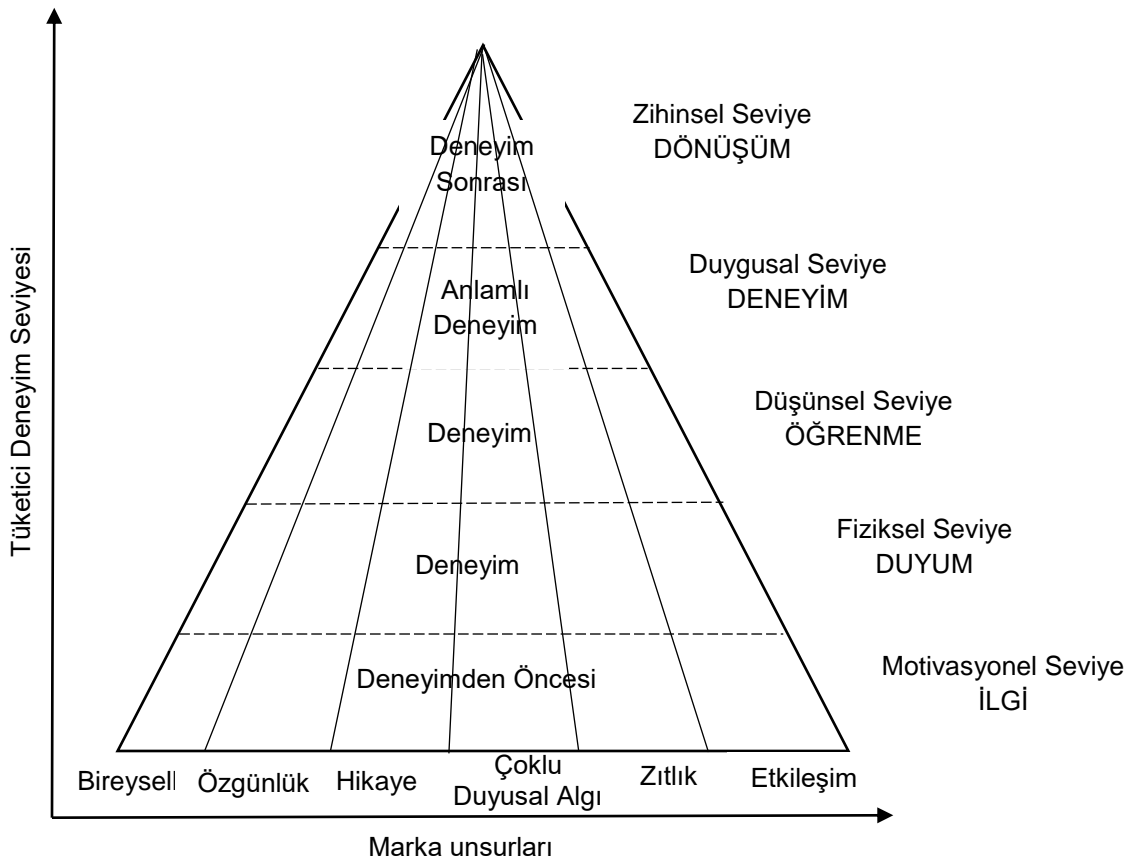 Zihinsel Seviye
DÖNÜŞÜM
Deneyim
Sonrası
Duygusal Seviye
DENEYİM
Anlamlı
Deneyim
Düşünsel Seviye
ÖĞRENME
Deneyim
Fiziksel Seviye
DUYUM
Deneyim
Motivasyonel Seviye
İLGİ
Deneyimden Öncesi
Tüketici Deneyim Seviyesi
Bireysell
Özgünlük
Hikaye
Çoklu
Duyusal Algı
Zıtlık
Etkileşim
Marka unsurları